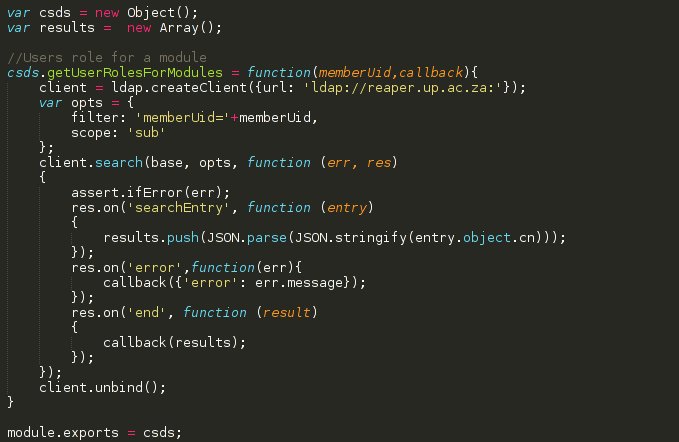 var csds = new Object();
var results =  new Array();

//Users role for a module
csds.getUserRolesForModules = function(memberUid,callback){
    client = ldap.createClient({url: 'ldap://reaper.up.ac.za:'});
    var opts = {
        filter: 'memberUid='+memberUid,
        scope: 'sub'
    };
    client.search(base, opts, function (err, res)
    {
        assert.ifError(err);
        res.on('searchEntry', function (entry)
        {
            results.push(JSON.parse(JSON.stringify(entry.object.cn)));
        });
        res.on('error',function(err){
            callback({'error': err.message});
        });
        res.on('end', function (result)
        {
            callback(results);
        });
    });
    client.unbind();
}

module.exports = csds;